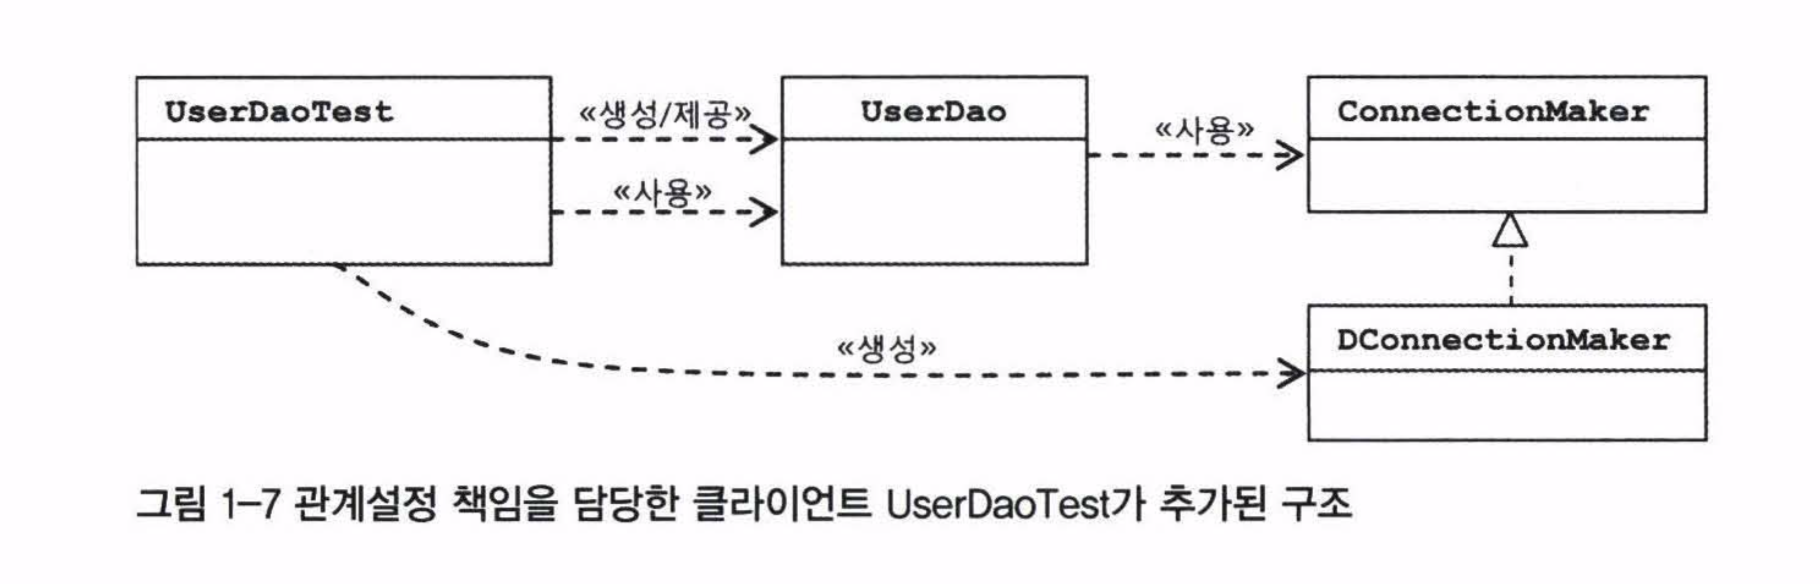 UserDaoTest
«생성/제공»
«사용»
UserDao
«사용»
ConnectionMaker
«생성»
DConnectionMaker
그림 1–7 관계설정 책임을 담당한 클라이언트 UserDaoTest가 추가된 구조